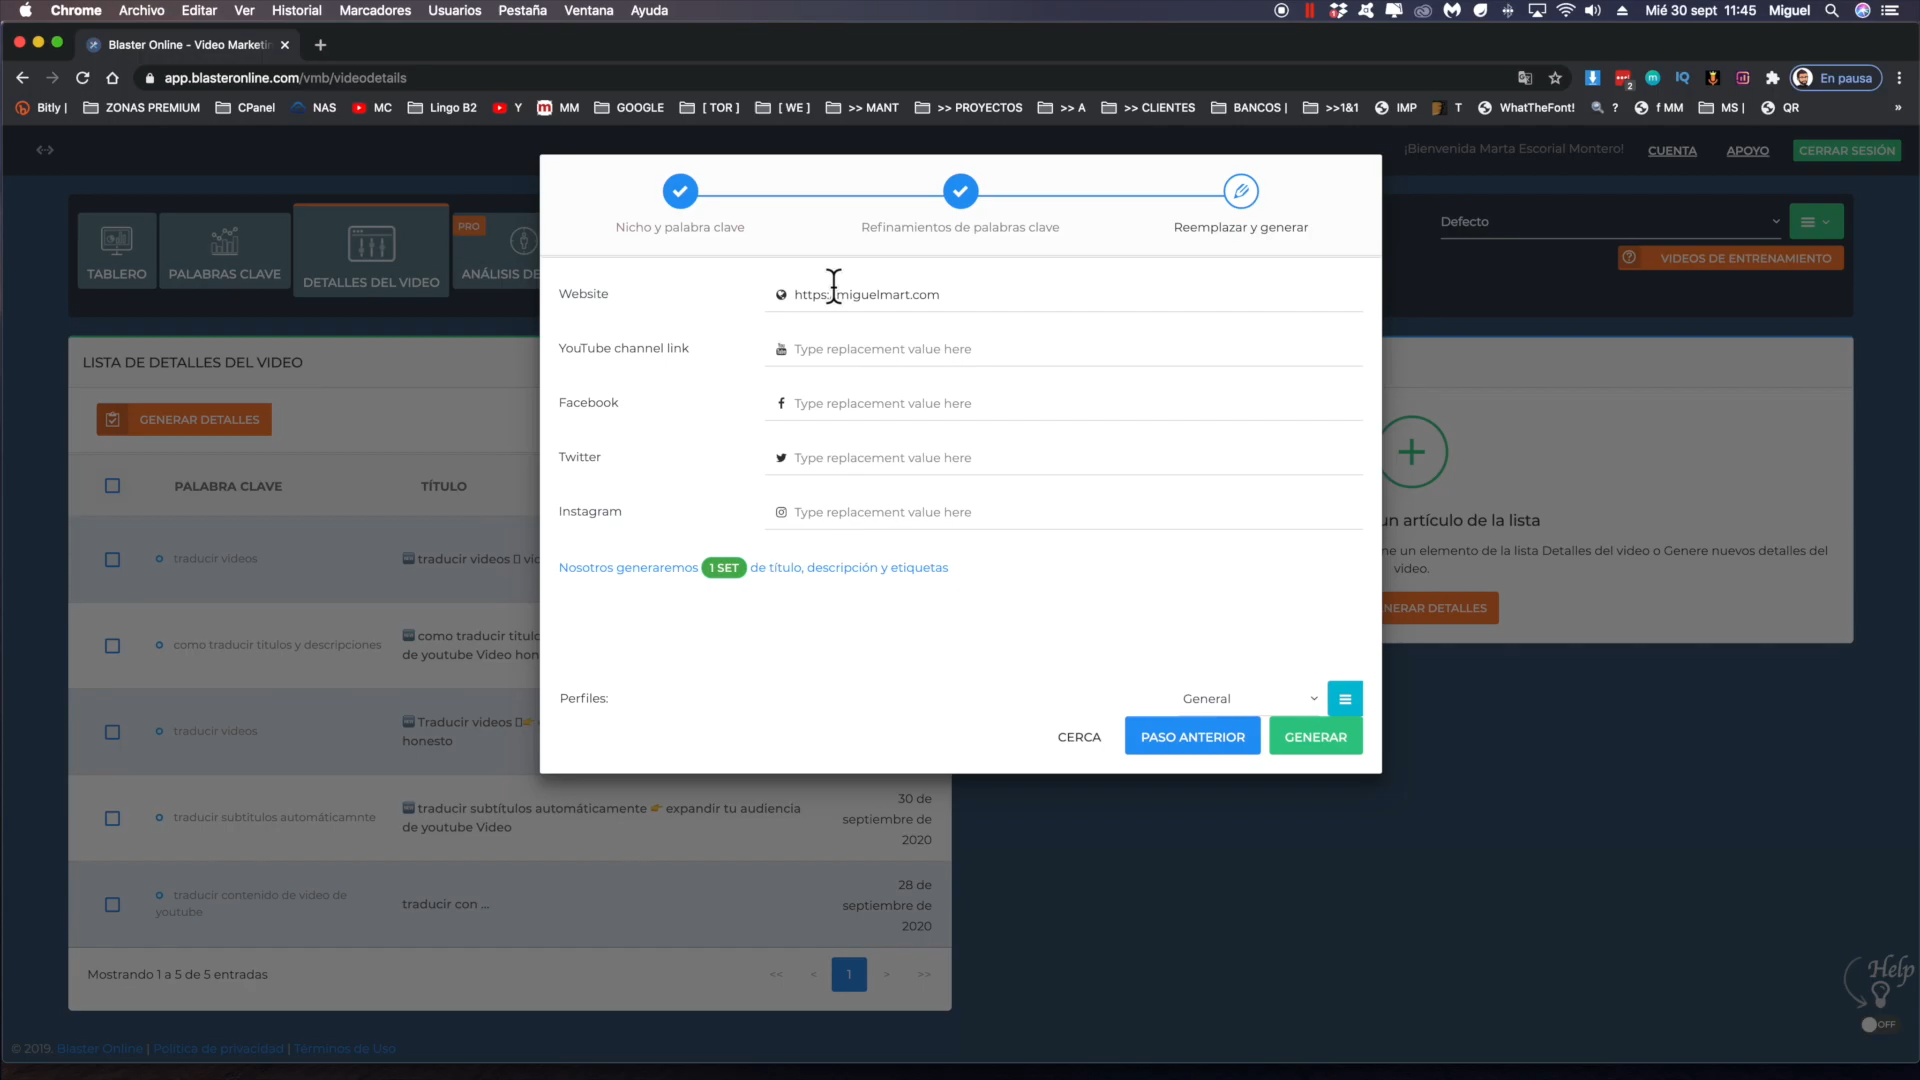 Chrome Archivo Editar Ver Historial Marcadores Usuarios Pestaña Ventana Ayuda Mié 30 sept 11:45 Miguel
Blaster Online - Video Marketin
app.blasteronline.com/vmb/videodetails En pausa
Bitly | ZONAS PREMIUM CPanel NAS MC Lingo B2 Y MM GOOGLE [ TOR ] [ WE ] >> MANT >> PROYECTOS >> A >> CLIENTES BANCOS | >>1&1 IMP T WhatTheFont! ? f MM MS | QR »
¡Bienvenida Marta Escorial Montero! CUENTA APOYO CERRAR SESIÓN
TABLERO PALABRAS CLAVE DETALLES DEL VIDEO PRO ANÁLISIS DE
Defecto
VIDEOS DE ENTRENAMIENTO
Nicho y palabra clave Refinamientos de palabras clave Reemplazar y generar
Website https://miguelmart.com
YouTube channel link Type replacement value here
Facebook Type replacement value here
Twitter Type replacement value here
Instagram Type replacement value here
Nosotros generaremos 1 SET de título, descripción y etiquetas
Perfiles: General
CERCA PASO ANTERIOR GENERAR
LISTA DE DETALLES DEL VIDEO
GENERAR DETALLES
PALABRA CLAVE TÍTULO
traducir vídeos traducir videos
como traducir titulos y descripciones como traducir titulo
de youtube Video hon
traducir videos Traducir videos
honesto
traducir subtitulos automáticamnte traducir subtítulos automáticamente expandir tu audiencia
de youtube Video
30 de
septiembre de
2020
traducir contenido de video de
youtube
traducir con ...
28 de
septiembre de
2020
Mostrando 1 a 5 de 5 entradas << < 1 > >>
un artículo de la lista
ne un elemento de la lista Detalles del video o Genere nuevos detalles del
video.
NERAR DETALLES
Help
OFF
© 2019. Blaster Online | Política de privacidad | Términos de Uso